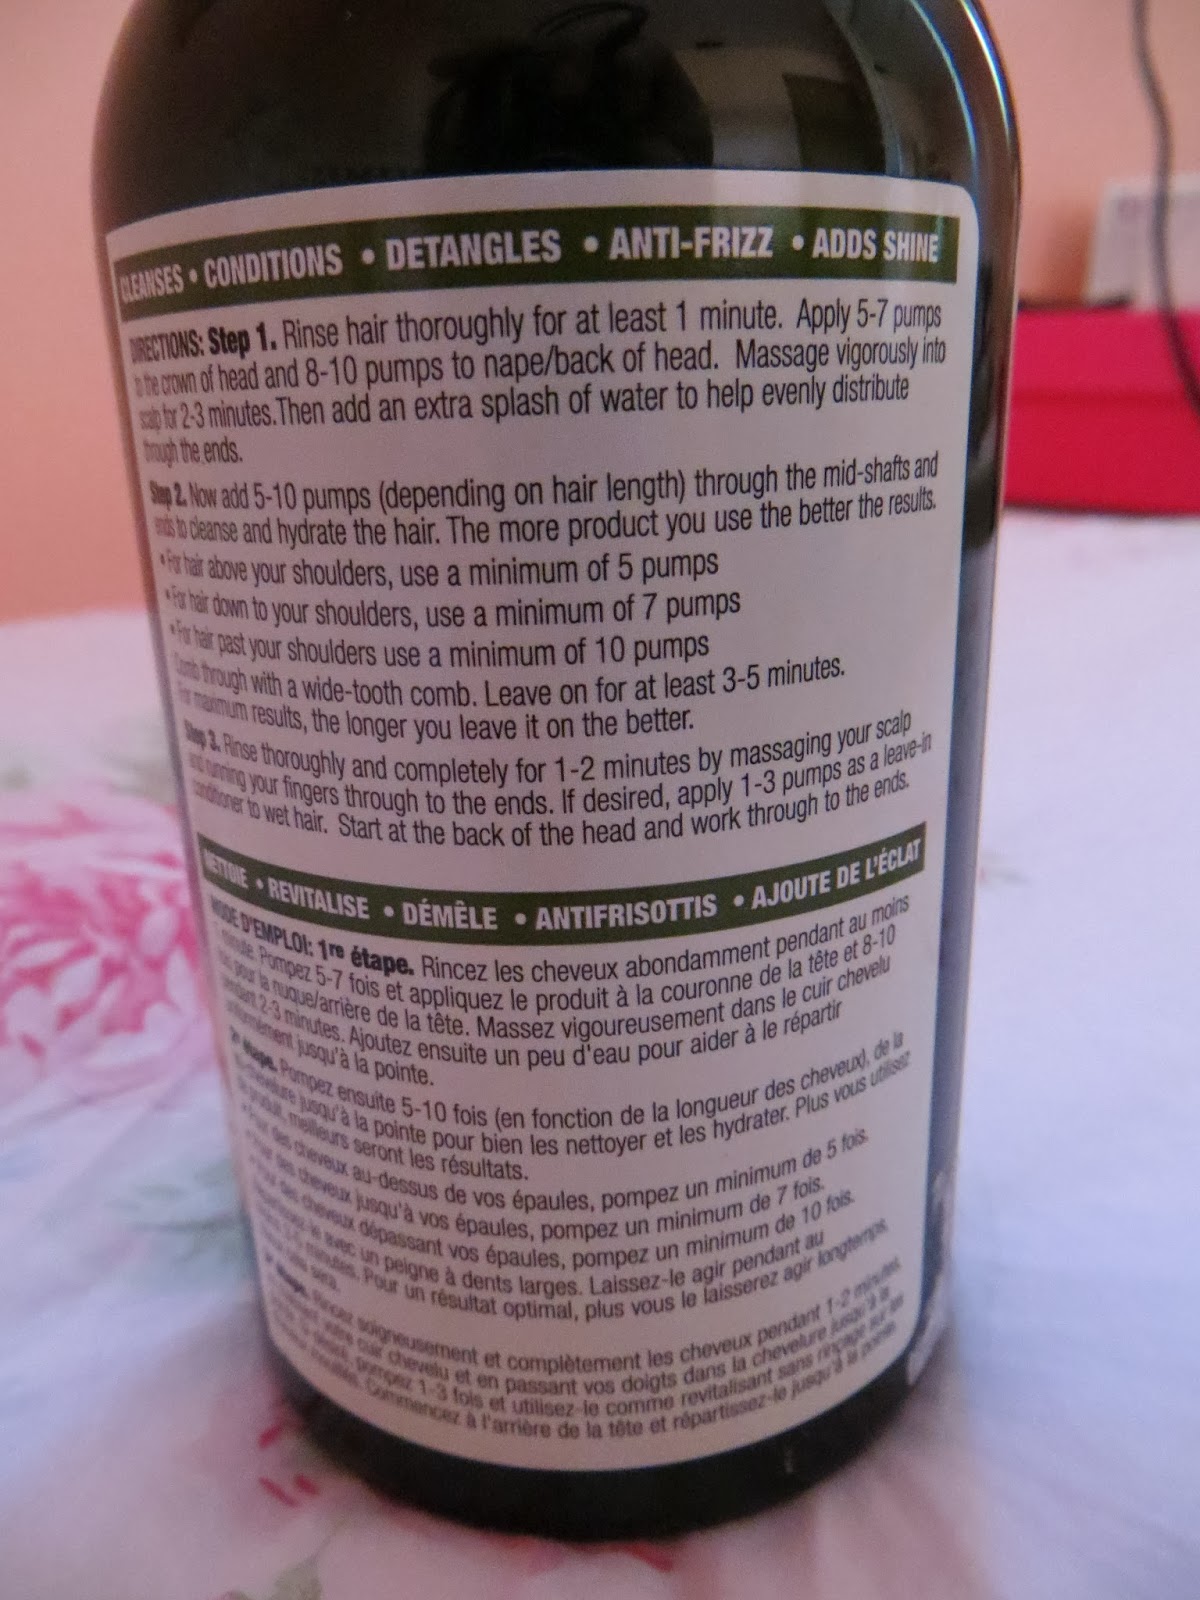 CLEANSES • CONDITIONS • DETANGLES • ANTI-FRIZZ • ADDS SHINE
DIRECTIONS: Step 1. Rinse hair thoroughly for at least 1 minute. Apply 5-7 pumps
to the crown of head and 8-10 pumps to nape/back of head. Massage vigorously into
scalp for 2-3 minutes.Then add an extra splash of water to help evenly distribute
through the ends.
Step 2. Now add 5-10 pumps (depending on hair length) through the mid-shafts and
ends to cleanse and hydrate the hair. The more product you use the better the results.
• For hair above your shoulders, use a minimum of 5 pumps
• For hair down to your shoulders, use a minimum of 7 pumps
• For hair past your shoulders use a minimum of 10 pumps
Comb through with a wide-tooth comb. Leave on for at least 3-5 minutes.
For maximum results, the longer you leave it on the better.
Step 3. Rinse thoroughly and completely for 1-2 minutes by massaging your scalp
and running your fingers through to the ends. If desired, apply 1-3 pumps as a leave-in
conditioner to wet hair. Start at the back of the head and work through to the ends.
NETTOIE • REVITALISE • DÉMÊLE • ANTIFRISOTTIS • AJOUTE DE L'ÉCLAT
MODE D'EMPLOI: 1re étape. Rincez les cheveux abondamment pendant au moins
minute. Pompez 5-7 fois et appliquez le produit à la couronne de la tête et 8-10
fois pour la nuque/arrière de la tête. Massez vigoureusement dans le cuir chevelu
pendant 2-3 minutes. Ajoutez ensuite un peu d'eau pour aider à le répartir
uniformément jusqu'à la pointe.
2e étape. Pompez ensuite 5-10 fois (en fonction de la longueur des cheveux), de la
chevelure jusqu'à la pointe pour bien les nettoyer et les hydrater. Plus vous utilisez
de produit, meilleurs seront les résultats.
• Pour des cheveux au-dessus de vos épaules, pompez un minimum de 5 fois.
• Pour des cheveux jusqu'à vos épaules, pompez un minimum de 7 fois.
• Pour des cheveux dépassant vos épaules, pompez un minimum de 10 fois.
avec un peigne à dents larges. Laissez-le agir pendant au
3-5 minutes. Pour un résultat optimal, plus vous le laisserez agir longtemps,
sera.
3e étape. Rincez soigneusement et complètement les cheveux pendant 1-2 minutes
votre cuir chevelu et en passant vos doigts dans la chevelure jusqu'à la
pompez 1-3 fois et utilisez-le comme revitalisant sans rinçage sur les
mouillés. Commencez à l'arrière de la tête et répartissez-le jusqu'à la pointe.